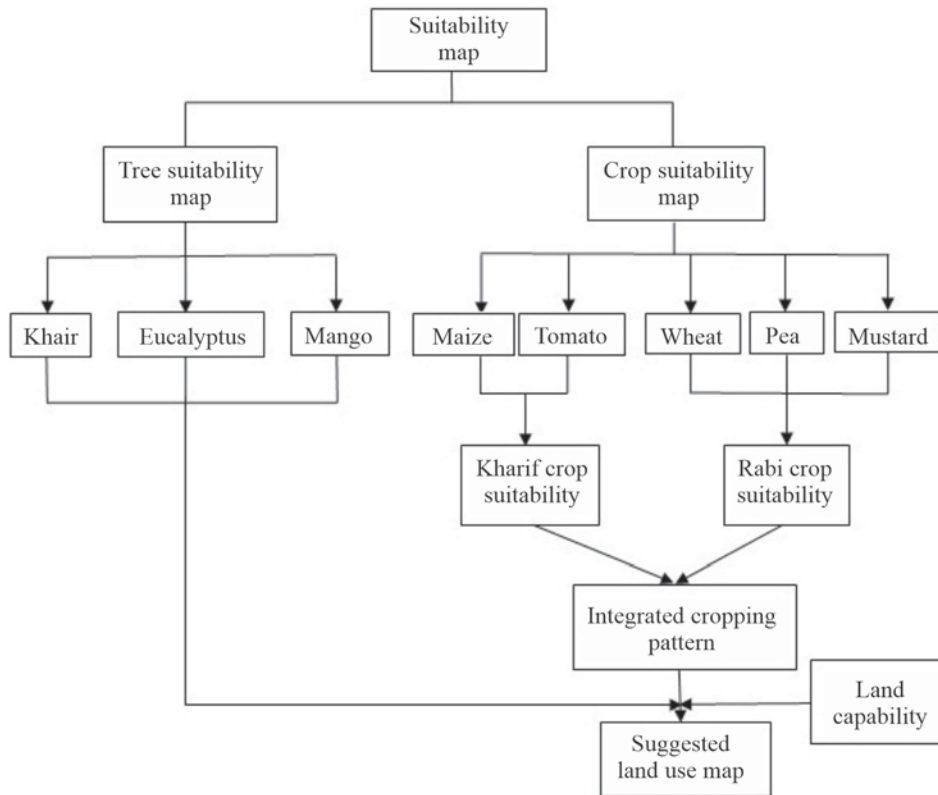 Suitability
map
Tree suitability
map
Crop suitability
map
Khair
Eucalyptus
Mango
Maize
Tomato
Wheat
Pea
Mustard
Kharif crop
suitability
Rabi crop
suitability
Integrated cropping
pattern
Land
capability
Suggested
land use map